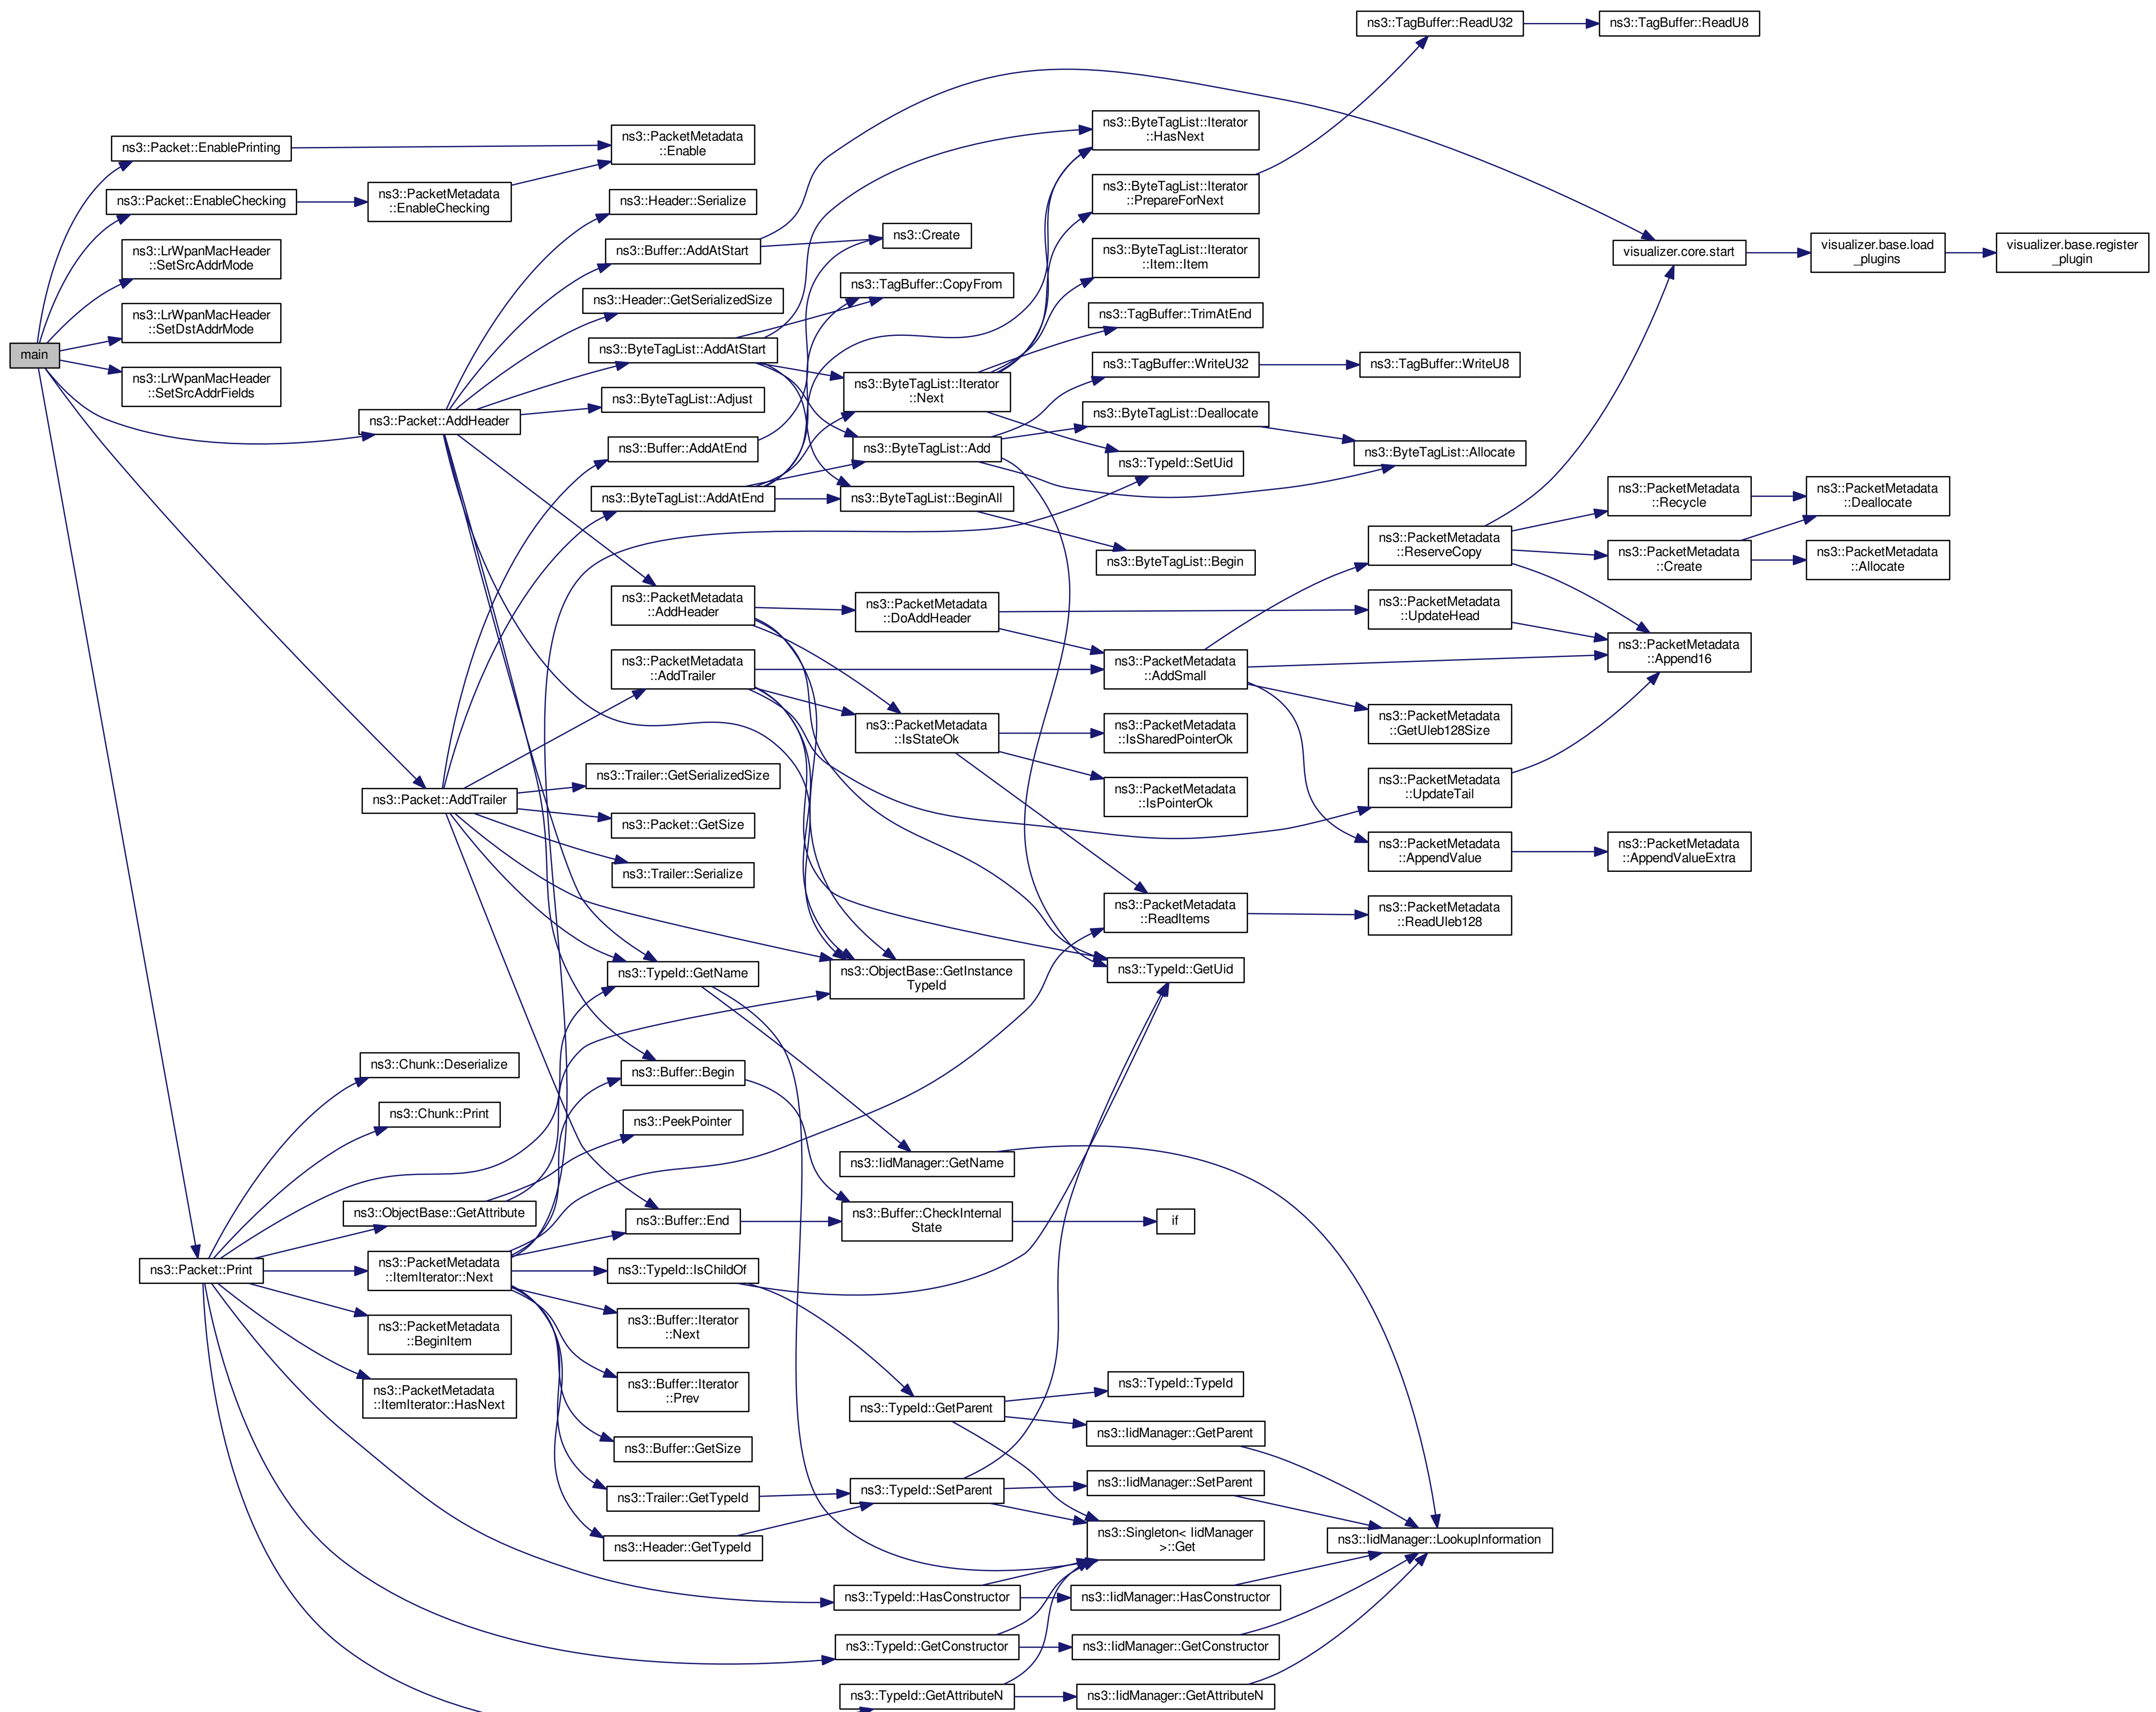 main
ns3::Packet::EnablePrinting
ns3::Packet::EnableChecking
ns3::LrWpanMacHeader
::SetSrcAddrMode
ns3::LrWpanMacHeader
::SetDstAddrMode
ns3::LrWpanMacHeader
::SetSrcAddrFields
ns3::Packet::AddHeader
ns3::Packet::AddTrailer
ns3::Packet::Print
ns3::PacketMetadata
::EnableChecking
ns3::Chunk::Deserialize
ns3::Chunk::Print
ns3::ObjectBase::GetAttribute
ns3::PacketMetadata
::ItemIterator::Next
ns3::PacketMetadata
::BeginItem
ns3::PacketMetadata
::ItemIterator::HasNext
ns3::PacketMetadata
::Enable
ns3::Header::Serialize
ns3::Buffer::AddAtStart
ns3::Header::GetSerializedSize
ns3::ByteTagList::AddAtStart
ns3::ByteTagList::Adjust
ns3::Buffer::AddAtEnd
ns3::ByteTagList::AddAtEnd
ns3::PacketMetadata
::AddHeader
ns3::PacketMetadata
::AddTrailer
ns3::Trailer::GetSerializedSize
ns3::Packet::GetSize
ns3::Trailer::Serialize
ns3::TypeId::GetName
ns3::Buffer::Begin
ns3::PeekPointer
ns3::Buffer::End
ns3::TypeId::IsChildOf
ns3::Buffer::Iterator
::Next
ns3::Buffer::Iterator
::Prev
ns3::Buffer::GetSize
ns3::Trailer::GetTypeId
ns3::Header::GetTypeId
ns3::Create
ns3::TagBuffer::CopyFrom
ns3::ByteTagList::Iterator
::Next
ns3::ByteTagList::Add
ns3::ByteTagList::BeginAll
ns3::PacketMetadata
::DoAddHeader
ns3::PacketMetadata
::IsStateOk
ns3::ObjectBase::GetInstance
TypeId
ns3::IidManager::GetName
ns3::Buffer::CheckInternal
State
ns3::TypeId::GetParent
ns3::TypeId::SetParent
ns3::TypeId::HasConstructor
ns3::TypeId::GetConstructor
ns3::TypeId::GetAttributeN
ns3::ByteTagList::Iterator
::HasNext
ns3::ByteTagList::Iterator
::PrepareForNext
ns3::ByteTagList::Iterator
::Item::Item
ns3::TagBuffer::TrimAtEnd
ns3::TagBuffer::WriteU32
ns3::ByteTagList::Deallocate
ns3::TypeId::SetUid
ns3::ByteTagList::Begin
ns3::PacketMetadata
::AddSmall
ns3::PacketMetadata
::IsSharedPointerOk
ns3::PacketMetadata
::IsPointerOk
ns3::PacketMetadata
::ReadItems
ns3::TypeId::GetUid
if
ns3::TypeId::TypeId
ns3::IidManager::GetParent
ns3::IidManager::SetParent
ns3::Singleton< IidManager
>::Get
ns3::IidManager::HasConstructor
ns3::IidManager::GetConstructor
ns3::IidManager::GetAttributeN
ns3::TagBuffer::ReadU32
ns3::TagBuffer::WriteU8
ns3::ByteTagList::Allocate
ns3::PacketMetadata
::ReserveCopy
ns3::PacketMetadata
::UpdateHead
ns3::PacketMetadata
::GetUleb128Size
ns3::PacketMetadata
::UpdateTail
ns3::PacketMetadata
::AppendValue
ns3::PacketMetadata
::ReadUleb128
ns3::IidManager::LookupInformation
ns3::TagBuffer::ReadU8
visualizer.core.start
ns3::PacketMetadata
::Recycle
ns3::PacketMetadata
::Create
ns3::PacketMetadata
::Append16
ns3::PacketMetadata
::AppendValueExtra
visualizer.base.load
_plugins
ns3::PacketMetadata
::Deallocate
ns3::PacketMetadata
::Allocate
visualizer.base.register
_plugin